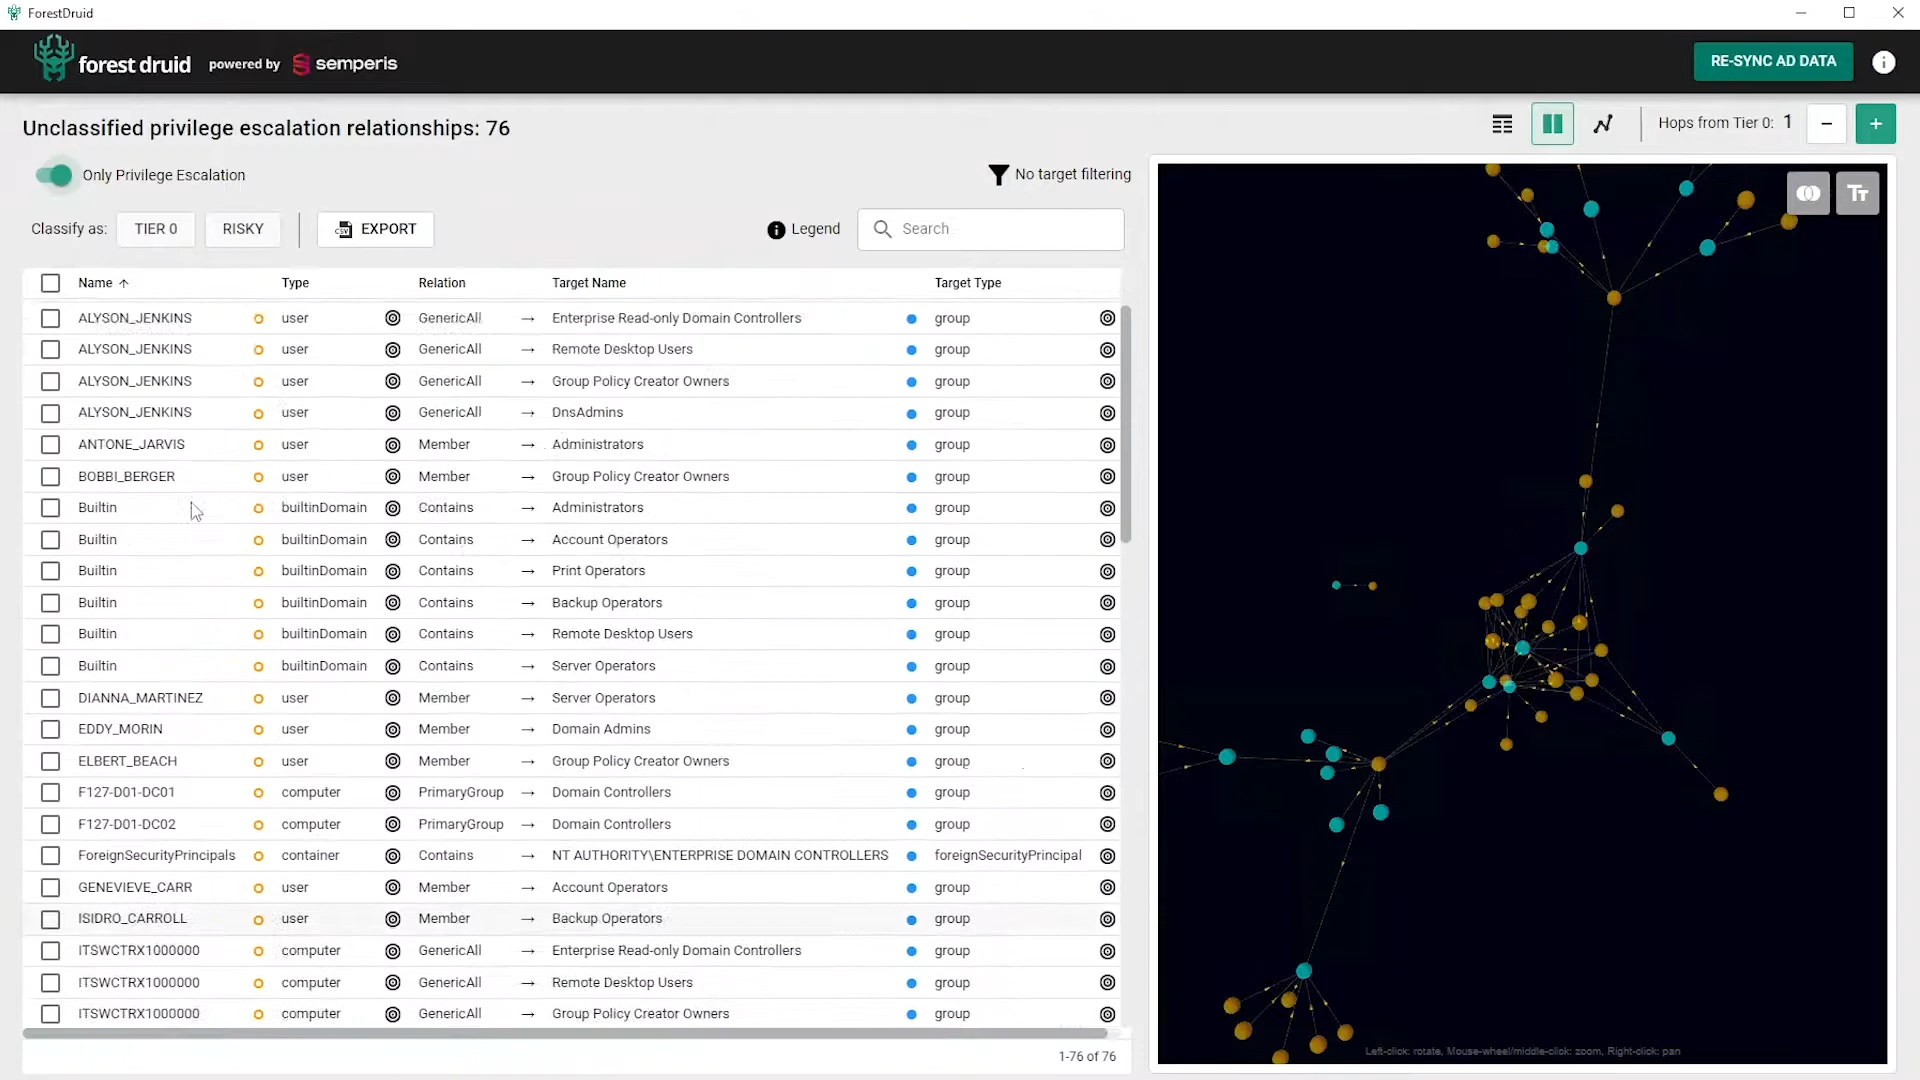 ForestDruid
forest druid powered by semperis
RE-SYNC AD DATA
Unclassified privilege escalation relationships: 76
Hops from Tier 0: 1
Only Privilege Escalation
No target filtering
Classify as: TIER 0 RISKY EXPORT Legend Search
Name Type Relation Target Name Target Type
ALYSON_JENKINS user GenericAll → Enterprise Read-only Domain Controllers group
ALYSON_JENKINS user GenericAll → Remote Desktop Users group
ALYSON_JENKINS user GenericAll → Group Policy Creator Owners group
ALYSON_JENKINS user GenericAll → DnsAdmins group
ANTONE_JARVIS user Member → Administrators group
BOBBI_BERGER user Member → Group Policy Creator Owners group
Builtin builtinDomain Contains → Administrators group
Builtin builtinDomain Contains → Account Operators group
Builtin builtinDomain Contains → Print Operators group
Builtin builtinDomain Contains → Backup Operators group
Builtin builtinDomain Contains → Remote Desktop Users group
Builtin builtinDomain Contains → Server Operators group
DIANNA_MARTINEZ user Member → Server Operators group
EDDY_MORIN user Member → Domain Admins group
ELBERT_BEACH user Member → Group Policy Creator Owners group
F127-D01-DC01 computer PrimaryGroup → Domain Controllers group
F127-D01-DC02 computer PrimaryGroup → Domain Controllers group
ForeignSecurityPrincipals container Contains → NT AUTHORITY\ENTERPRISE DOMAIN CONTROLLERS foreignSecurityPrincipal
GENEVIEVE_CARR user Member → Account Operators group
ISIDRO_CARROLL user Member → Backup Operators group
ITSWCTRX1000000 computer GenericAll → Enterprise Read-only Domain Controllers group
ITSWCTRX1000000 computer GenericAll → Remote Desktop Users group
ITSWCTRX1000000 computer GenericAll → Group Policy Creator Owners group
1-76 of 76
Tт
Left-click: rotate, Mouse-wheel/middle-click: zoom, Right-click: pan